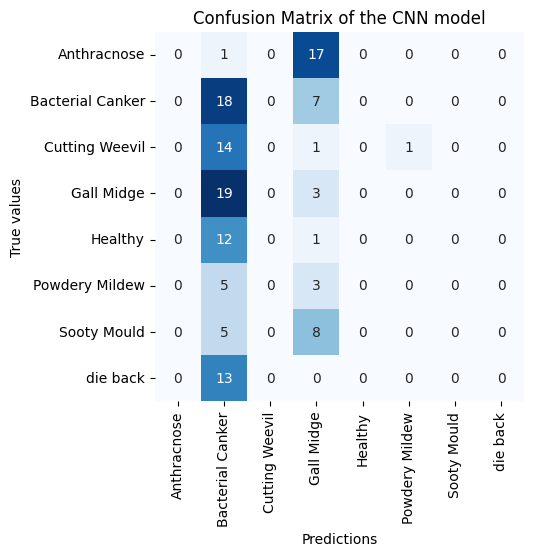 Confusion Matrix of the CNN model
True values
Anthracnose 0 1 0 17 0 0 0 0
Bacterial Canker 0 18 0 7 0 0 0 0
Cutting Weevil 0 14 0 1 0 1 0 0
Gall Midge 0 19 0 3 0 0 0 0
Healthy 0 12 0 1 0 0 0 0
Powdery Mildew 0 5 0 3 0 0 0 0
Sooty Mould 0 5 0 8 0 0 0 0
die back 0 13 0 0 0 0 0 0
Anthracnose
Bacterial Canker
Cutting Weevil
Gall Midge
Healthy
Powdery Mildew
Sooty Mould
die back
Predictions